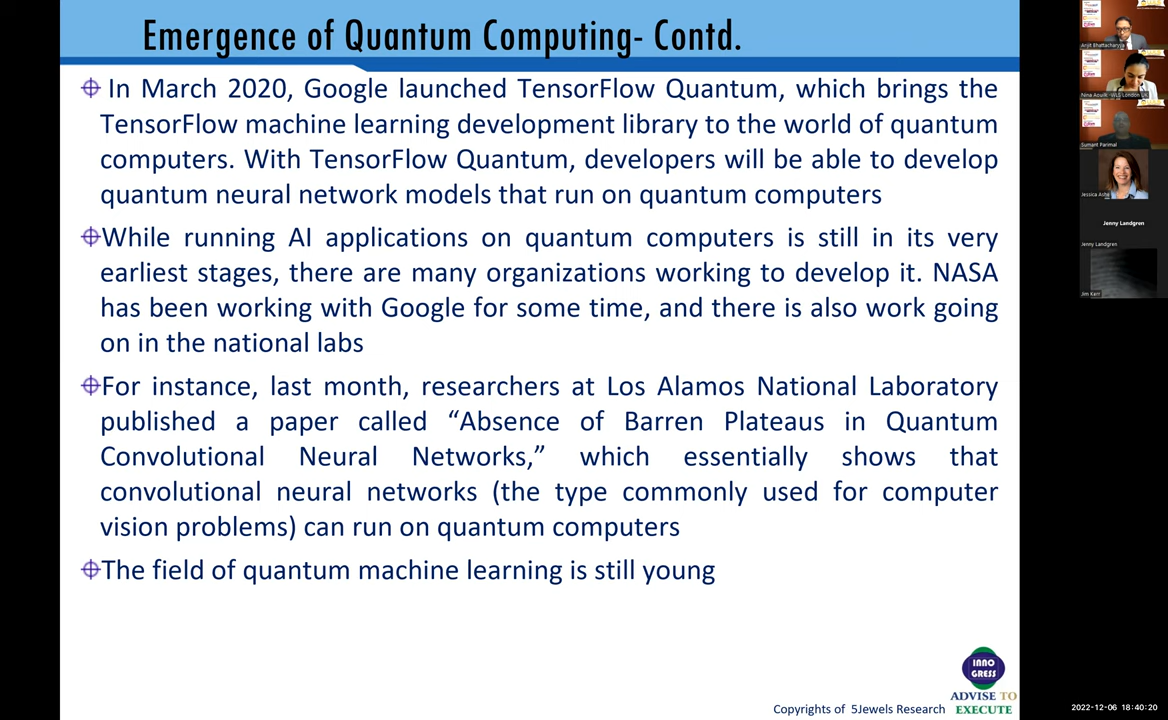 Emergence of Quantum Computing- Contd.
In March 2020, Google launched TensorFlow Quantum, which brings the
TensorFlow machine learning development library to the world of quantum
computers. With TensorFlow Quantum, developers will be able to develop
quantum neural network models that run on quantum computers
While running AI applications on quantum computers is still in its very
earliest stages, there are many organizations working to develop it. NASA
has been working with Google for some time, and there is also work going
on in the national labs
For instance, last month, researchers at Los Alamos National Laboratory
published a paper called “Absence of Barren Plateaus in Quantum
Convolutional Neural Networks,” which essentially shows that
convolutional neural networks (the type commonly used for computer
vision problems) can run on quantum computers
The field of quantum machine learning is still young
INNO
GRESS
ADVISE TO
EXECUTE
Copyrights of 5Jewels Research
Arijit Bhattacharyya
Nina Aouilk -WLS London UK
Sumant Parimal
Jessica
Jenny Landgren
Jenny Landgren
Jim Kerr
2022-12-06 18:40:20